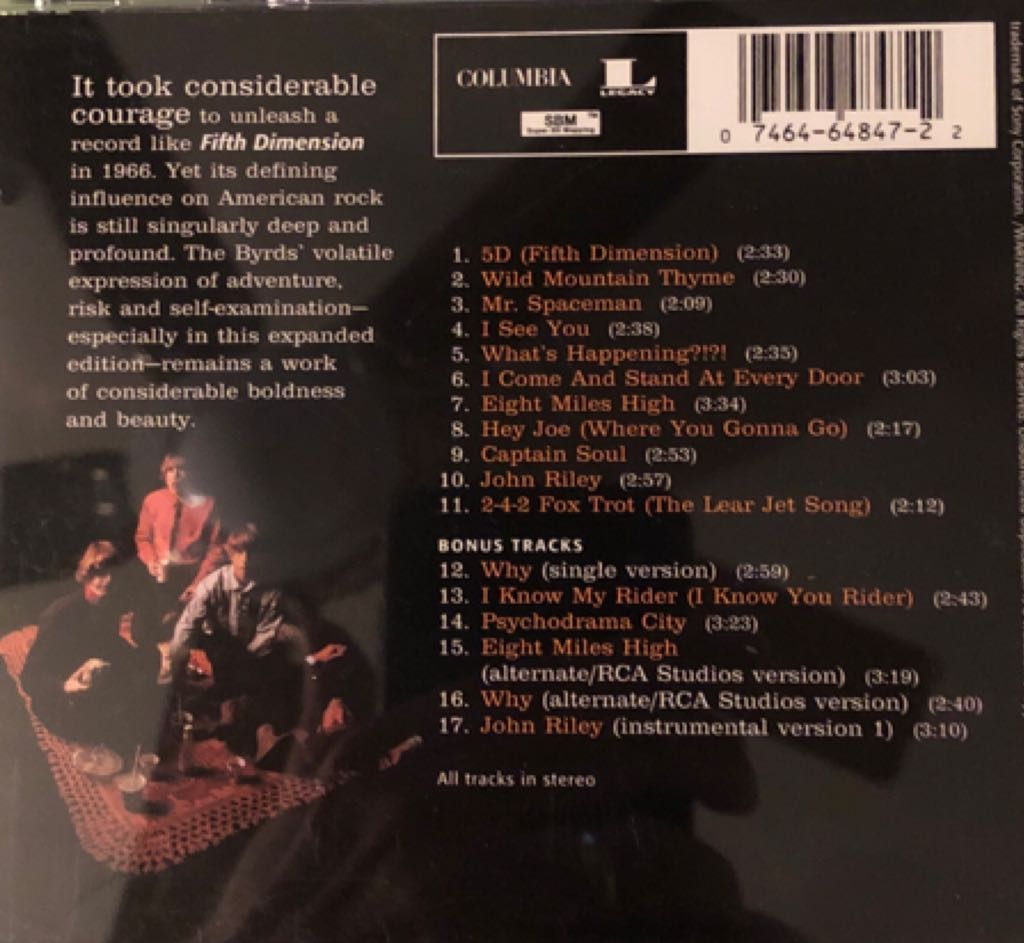 It took considerable
courage to unleash a
record like Fifth Dimension
in 1966. Yet its defining
influence on American rock
is still singularly deep and
profound. The Byrds' volatile
expression of adventure,
risk and self-examination—
especially in this expanded
edition—remains a work
of considerable boldness
and beauty.
COLUMBIA
L
LEGACY
SBM™
0 7464-64847-2 2
1. 5D (Fifth Dimension) (2:33)
2. Wild Mountain Thyme (2:30)
3. Mr. Spaceman (2:09)
4. I See You (2:38)
5. What's Happening?!?! (2:35)
6. I Come And Stand At Every Door (3:03)
7. Eight Miles High (3:34)
8. Hey Joe (Where You Gonna Go) (2:17)
9. Captain Soul (2:53)
10. John Riley (2:57)
11. 2-4-2 Fox Trot (The Lear Jet Song) (2:12)
BONUS TRACKS
12. Why (single version) (2:59)
13. I Know My Rider (I Know You Rider) (2:43)
14. Psychodrama City (3:23)
15. Eight Miles High
(alternate/RCA Studios version) (3:19)
16. Why (alternate/RCA Studios version) (2:40)
17. John Riley (instrumental version 1) (3:10)
All tracks in stereo
trademark of Sony Corporation.